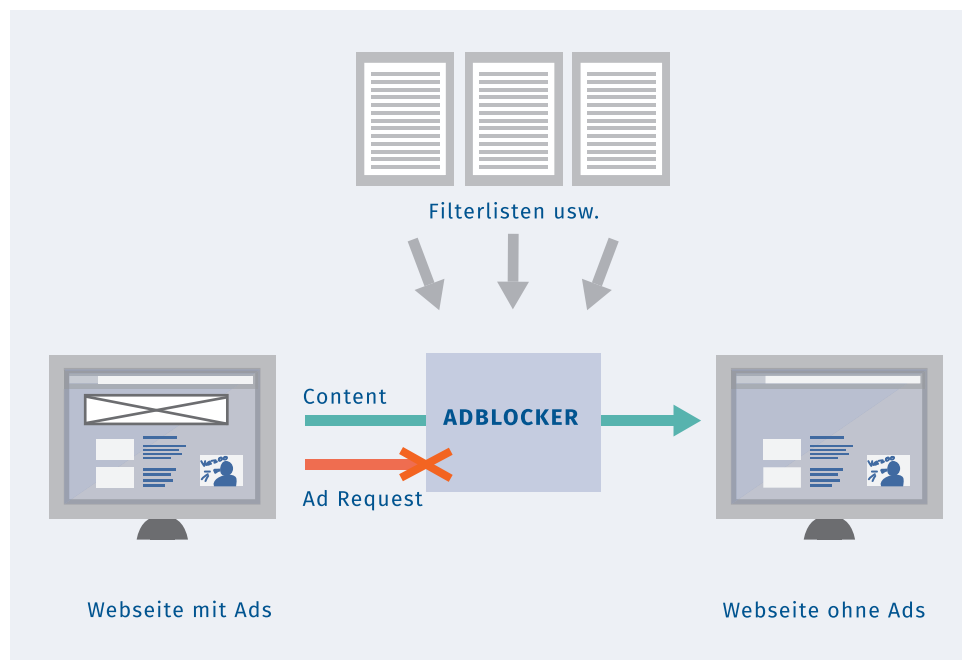 Filterlisten usw.
Content
ADBLOCKER
Ad Request
Webseite mit Ads
Webseite ohne Ads